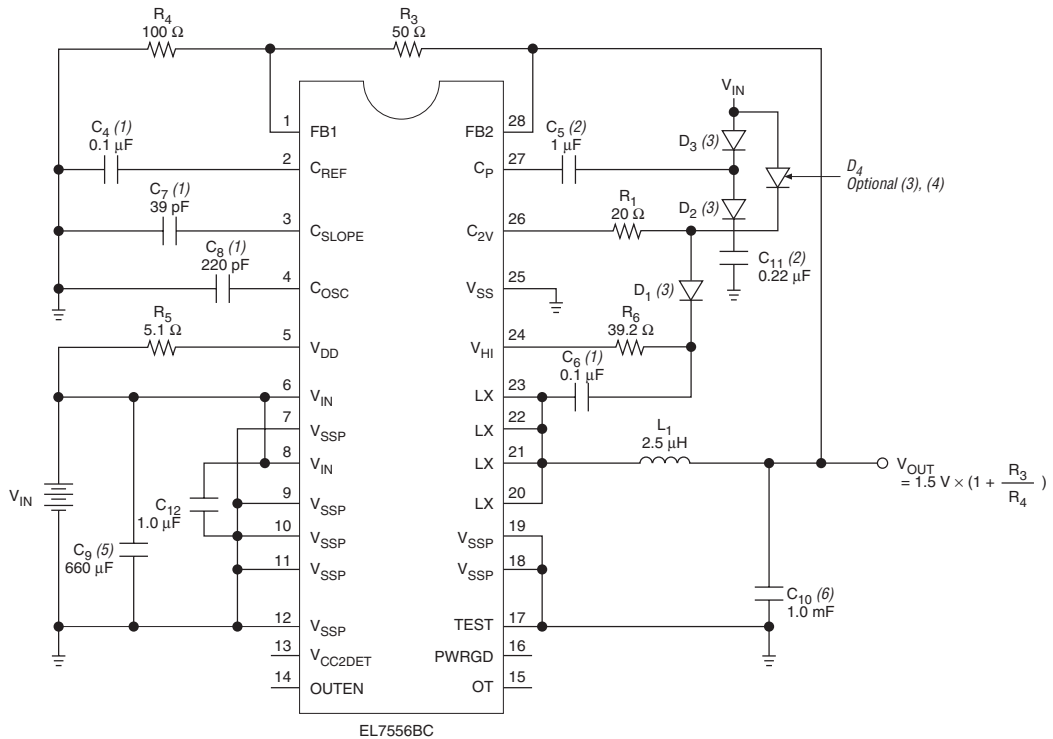 R4
100 Ω
R3
50 Ω
VIN
1
FB1
FB2
28
C4 (1)
0.1 µF
C5 (2)
1 µF
D3 (3)
2
CREF
CP
27
D4
Optional (3), (4)
C7 (1)
39 pF
R1
20 Ω
D2 (3)
3
CSLOPE
C2V
26
C8 (1)
220 pF
C11 (2)
0.22 µF
4
COSC
VSS
25
D1 (3)
R5
5.1 Ω
R6
39.2 Ω
5
VDD
VHI
24
C6 (1)
0.1 µF
6
VIN
LX
23
7
VSSP
LX
22
L1
2.5 µH
8
VIN
LX
21
VOUT
= 1.5 V × (1 + R3 / R4 )
VIN
C12
1.0 µF
9
VSSP
LX
20
10
VSSP
VSSP
19
C9 (5)
660 µF
11
VSSP
VSSP
18
C10 (6)
1.0 mF
12
VSSP
TEST
17
13
VCC2DET
PWRGD
16
14
OUTEN
OT
15
EL7556BC